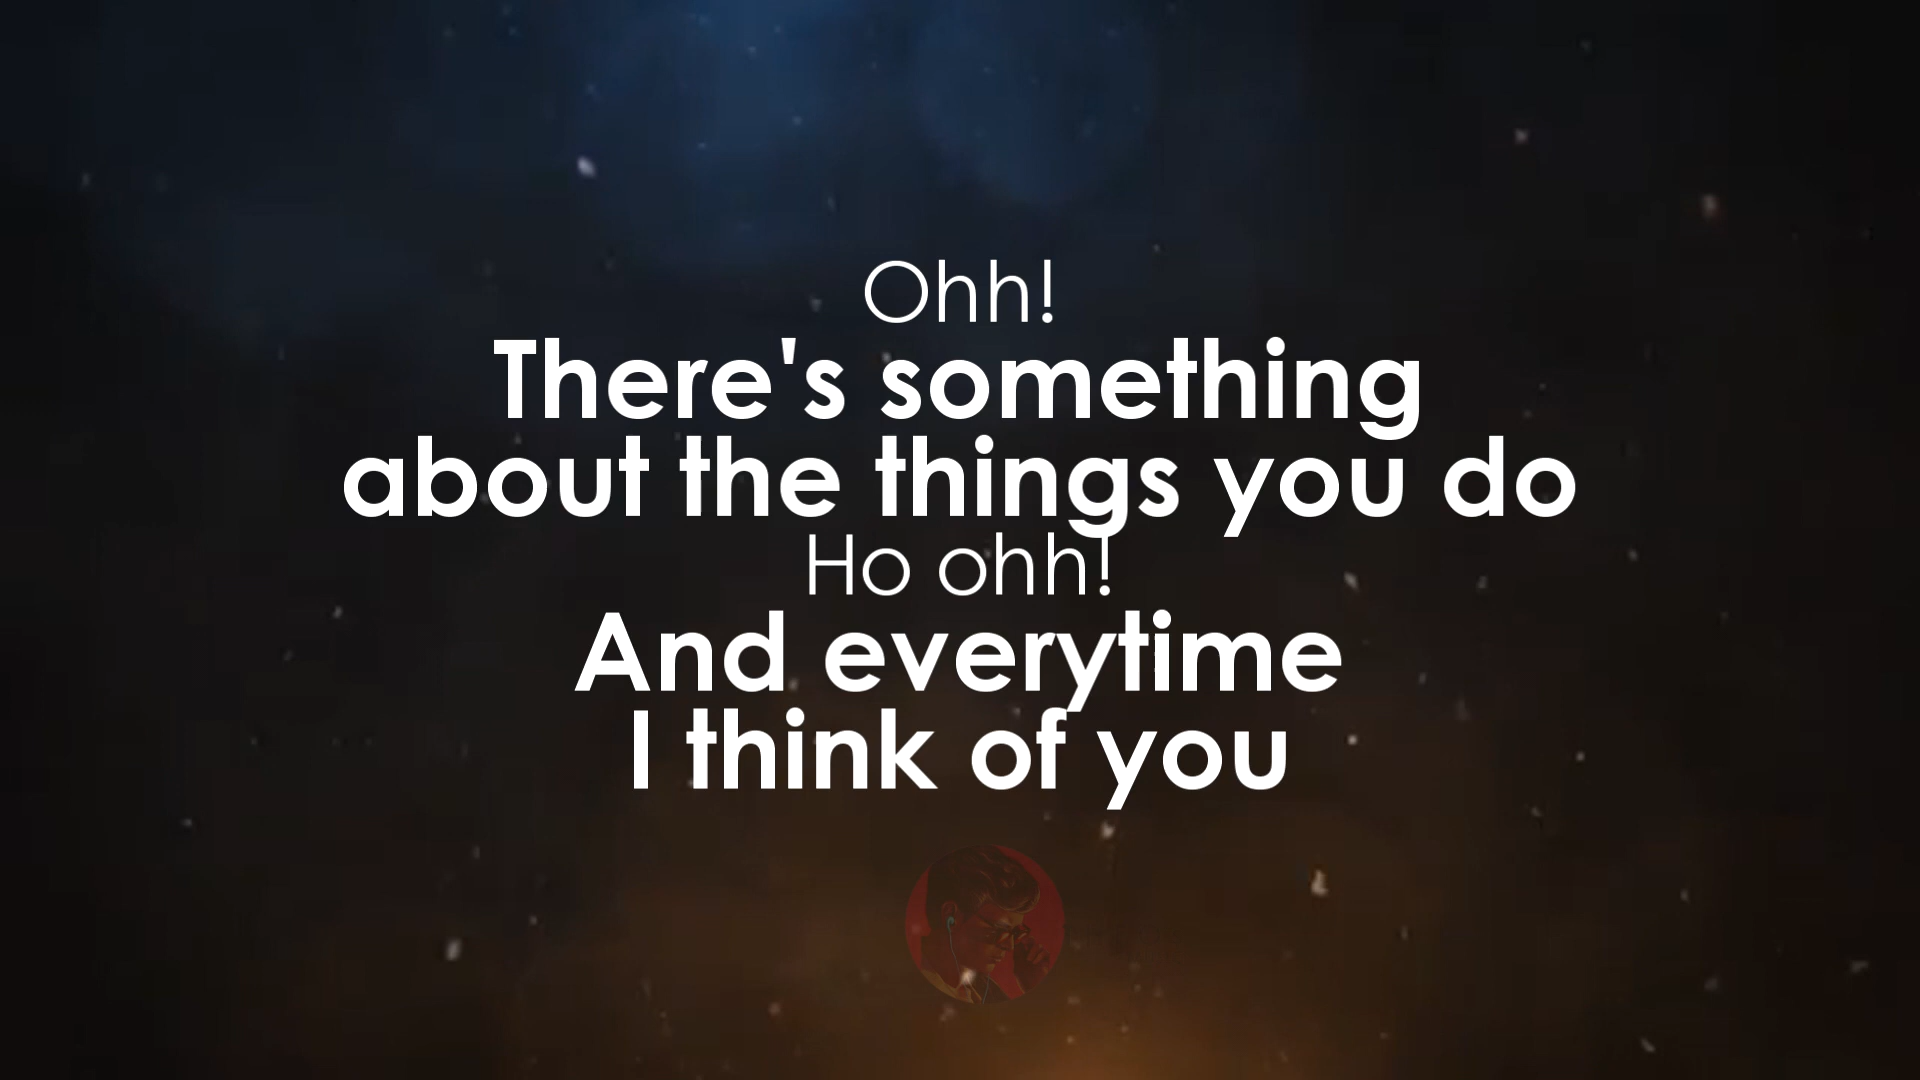 Ohh!
There's something
about the things you do
Ho ohh!
And everytime
I think of you